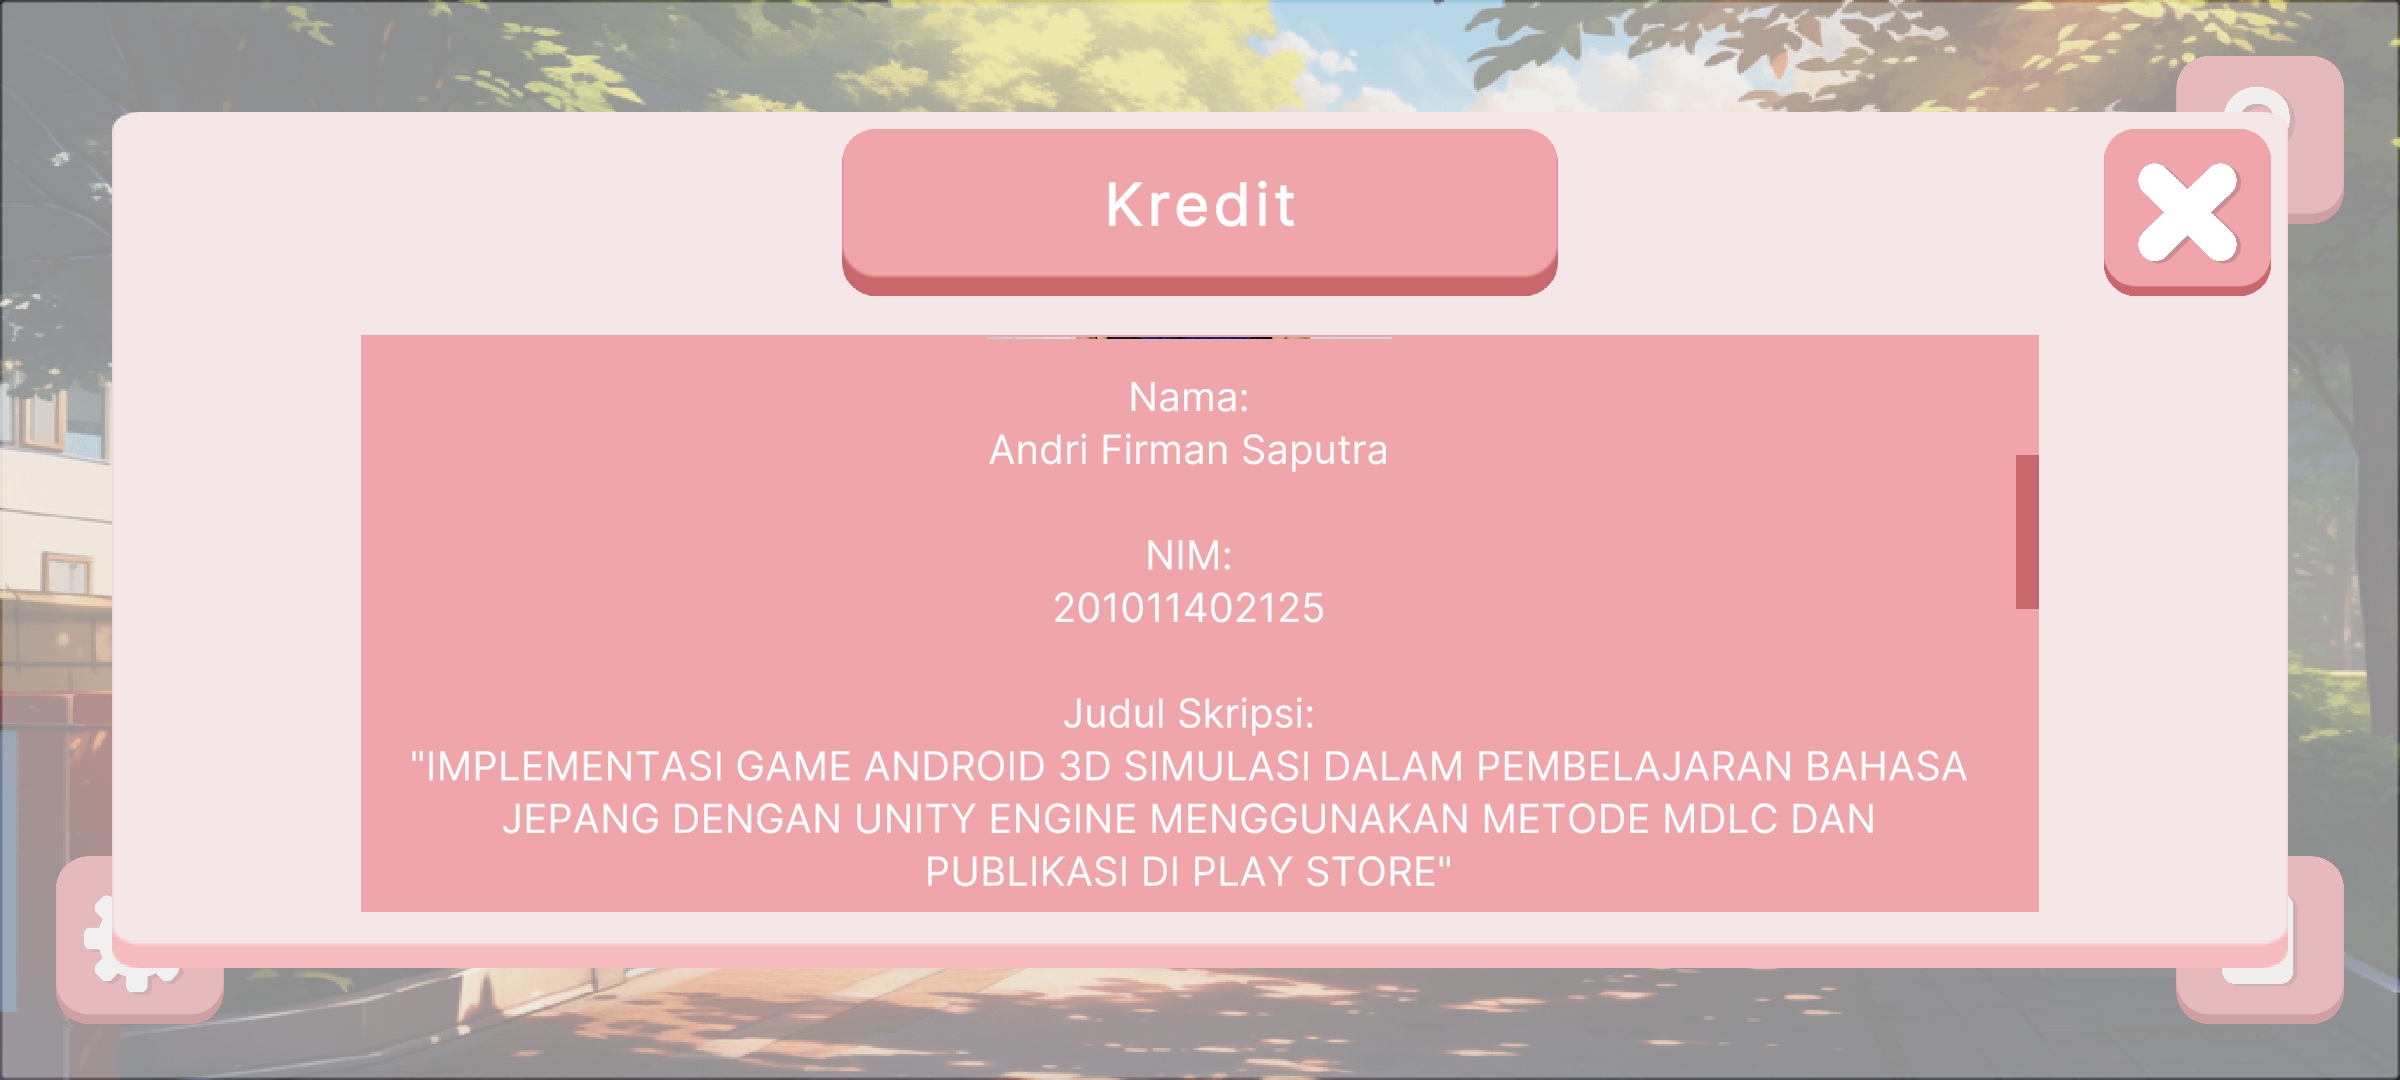 Kredit
Nama:
Andri Firman Saputra
NIM:
201011402125
Judul Skripsi:
"IMPLEMENTASI GAME ANDROID 3D SIMULASI DALAM PEMBELAJARAN BAHASA
JEPANG DENGAN UNITY ENGINE MENGGUNAKAN METODE MDLC DAN
PUBLIKASI DI PLAY STORE"